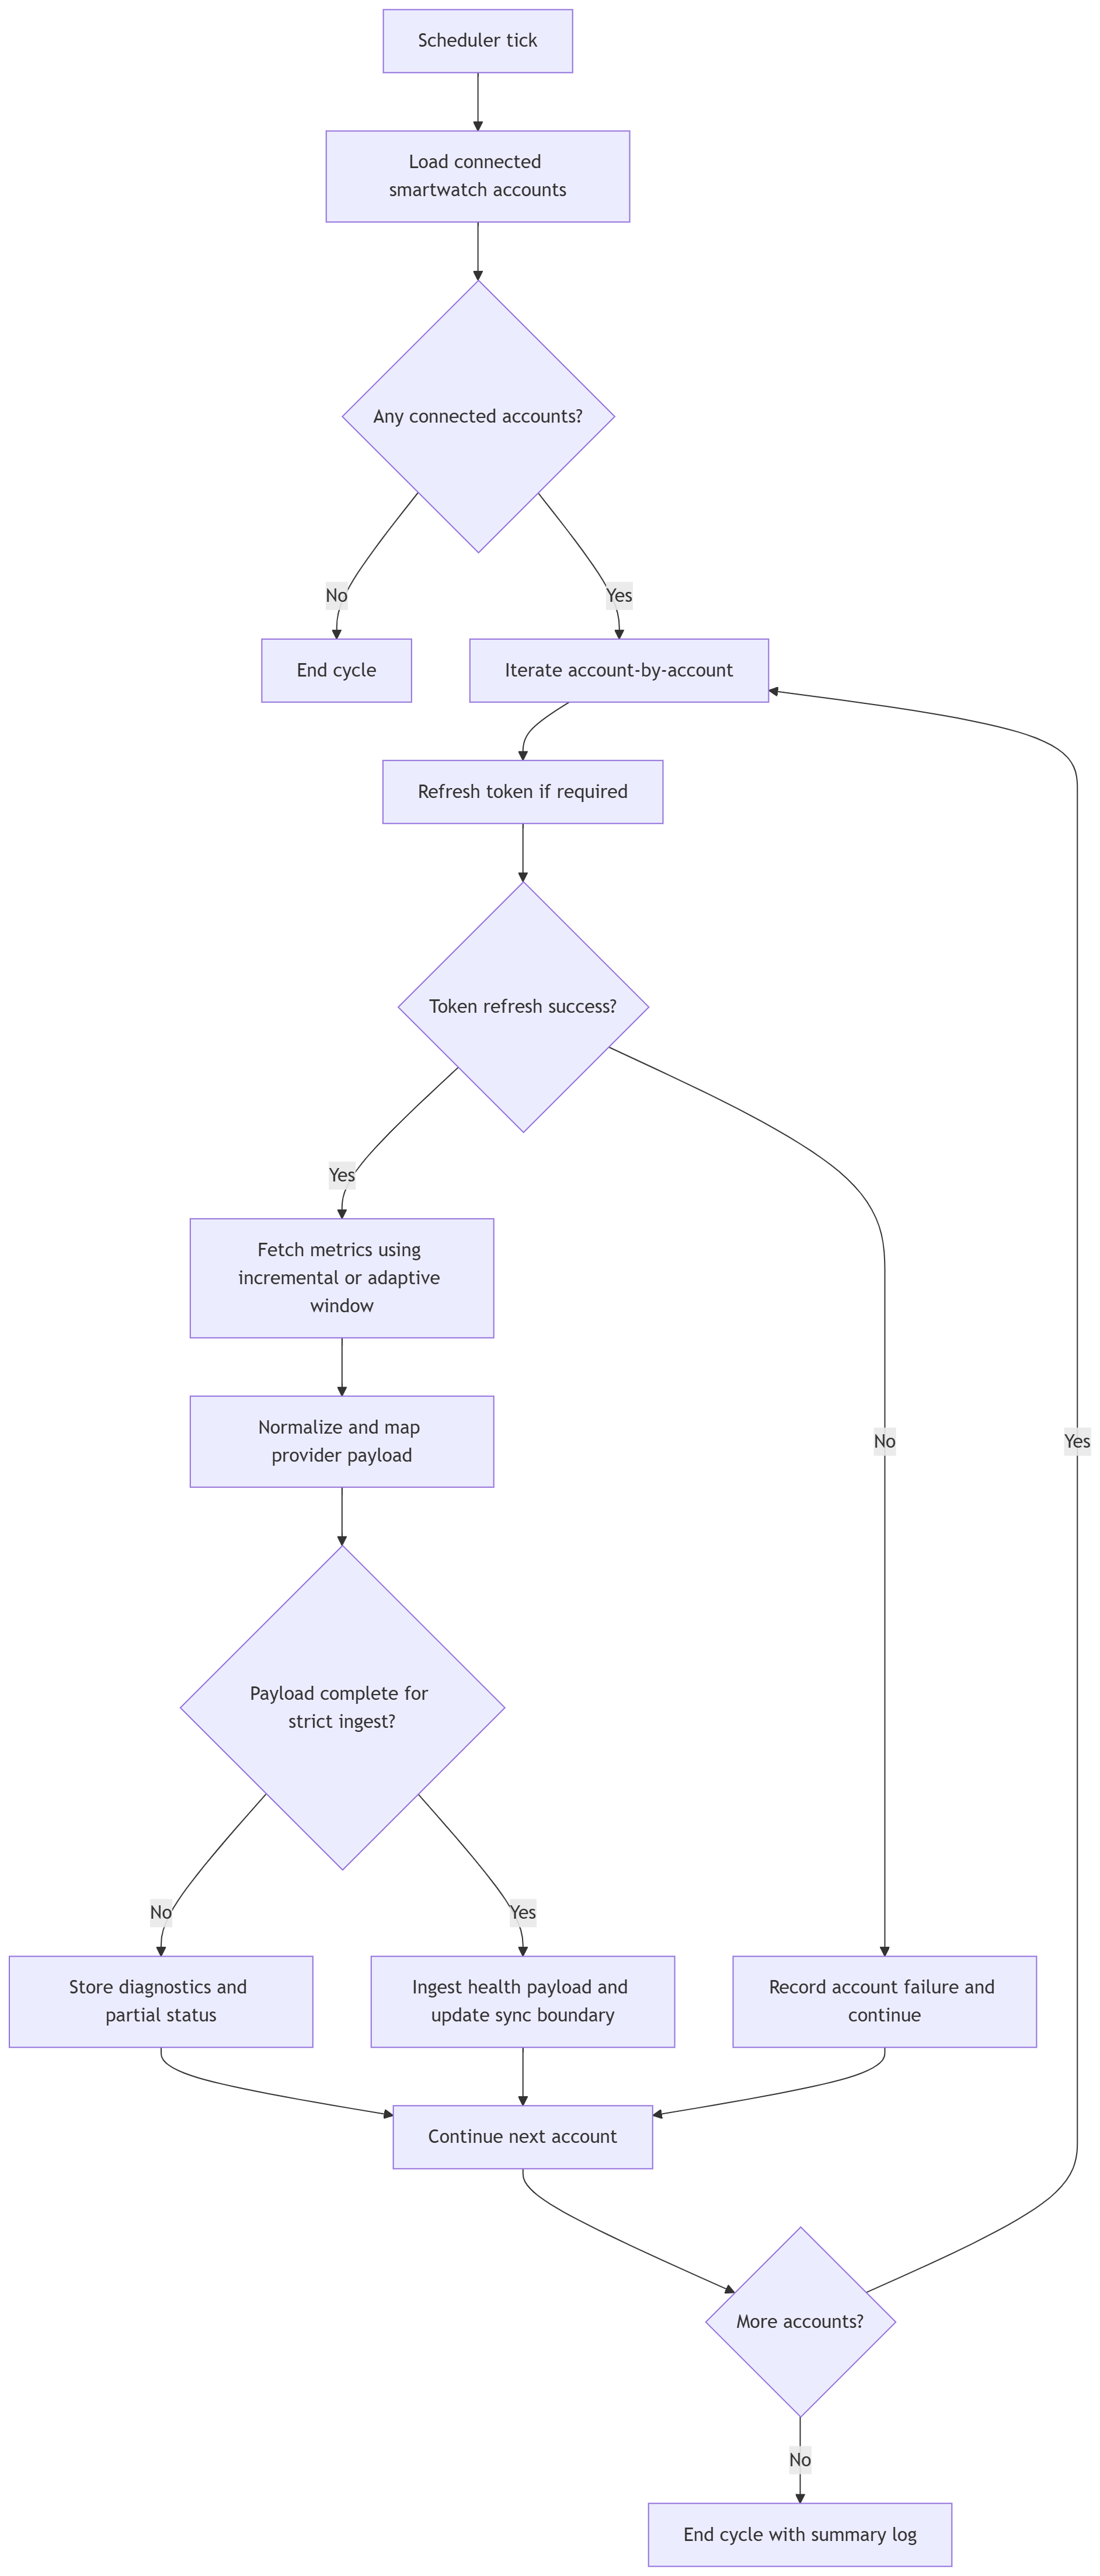 Scheduler tick
Load connected
smartwatch accounts
Any connected accounts?
No
Yes
End cycle
Iterate account-by-account
Refresh token if required
Token refresh success?
Yes
Fetch metrics using
incremental or adaptive
window
Normalize and map
provider payload
No
Yes
Payload complete for
strict ingest?
No
Yes
Store diagnostics and
partial status
Ingest health payload and
update sync boundary
Record account failure and
continue
Continue next account
More accounts?
No
End cycle with summary log